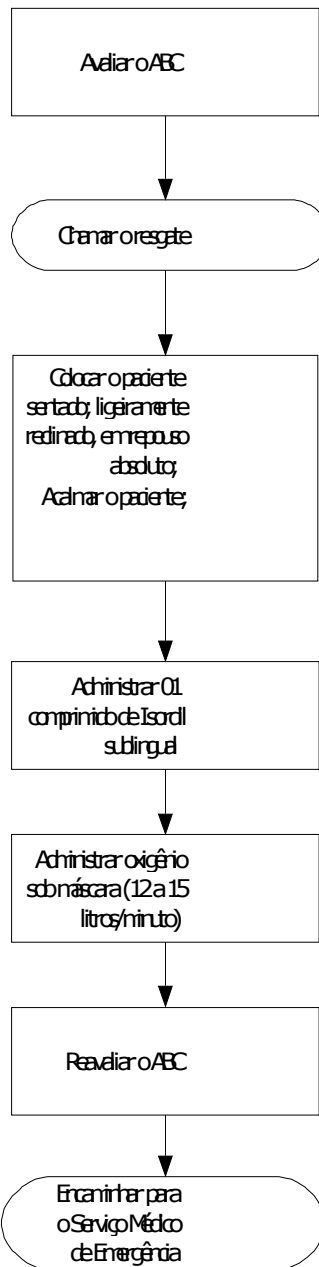 Avaliar o ABC
Chamar o resgate
Colocar o paciente
sentado; ligeiramente
reclinado, em repouso
absoluto;
Acalmar o paciente;
Administrar 01
comprimido de Isordil
sublingual
Administrar oxigênio
sob máscara (12 a 15
litros/minuto)
Reavaliar o ABC
Encaminhar para
o Serviço Médico
de Emergência